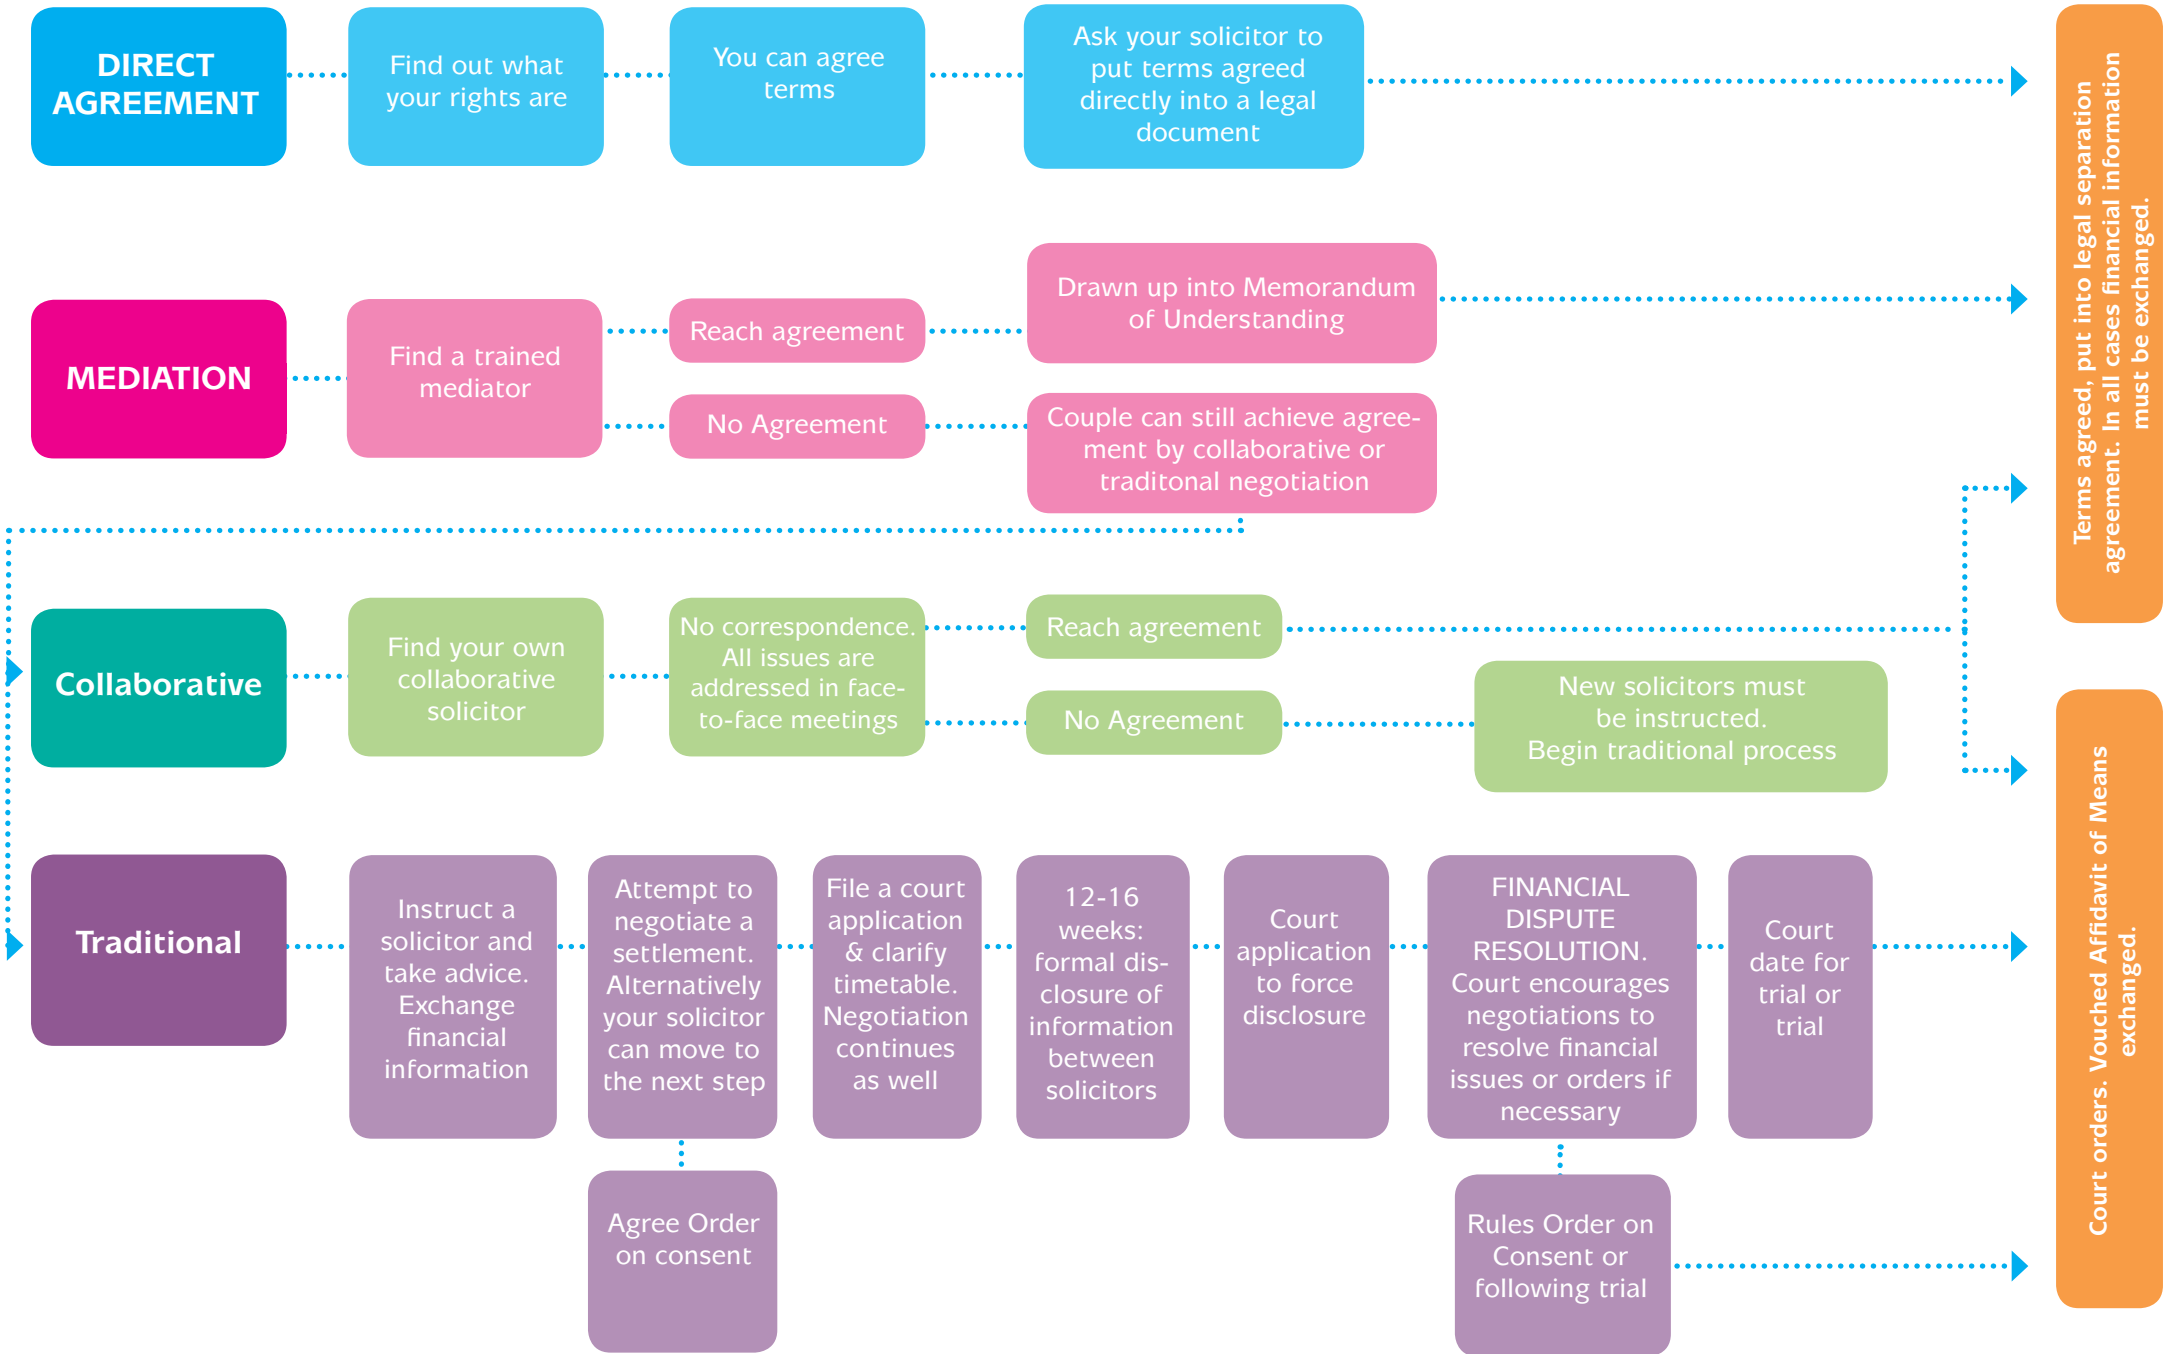 DIRECT
AGREEMENT
Find out what
your rights are
You can agree
terms
Ask your solicitor to
put terms agreed
directly into a legal
document
MEDIATION
Find a trained
mediator
Reach agreement
Drawn up into Memorandum
of Understanding
No Agreement
Couple can still achieve agree-
ment by collaborative or
traditonal negotiation
Terms agreed, put into legal separation
agreement. In all cases financial information
must be exchanged.
Collaborative
Find your own
collaborative
solicitor
No correspondence.
All issues are
addressed in face-
to-face meetings
Reach agreement
No Agreement
New solicitors must
be instructed.
Begin traditional process
Traditional
Instruct a
solicitor and
take advice.
Exchange
financial
information
Attempt to
negotiate a
settlement.
Alternatively
your solicitor
can move to
the next step
File a court
application
& clarify
timetable.
Negotiation
continues
as well
12-16
weeks:
formal dis-
closure of
information
between
solicitors
Court
application
to force
disclosure
FINANCIAL
DISPUTE
RESOLUTION.
Court encourages
negotiations to
resolve financial
issues or orders if
necessary
Court
date for
trial or
trial
Agree Order
on consent
Rules Order on
Consent or
following trial
Court orders. Vouched Affidavit of Means
exchanged.